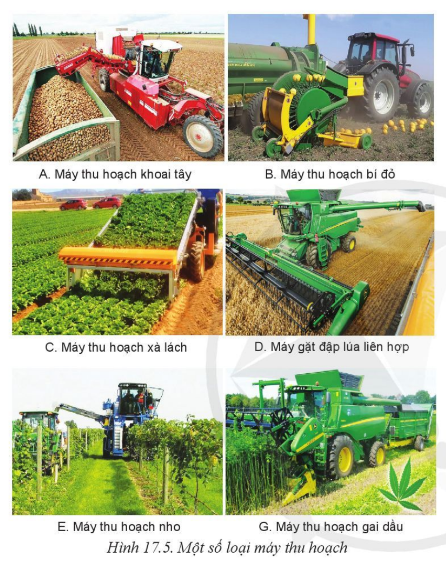 A. Máy thu hoạch khoai tây
B. Máy thu hoạch bí đỏ
C. Máy thu hoạch xà lách
D. Máy gặt đập lúa liên hợp
E. Máy thu hoạch nho
G. Máy thu hoạch gai dầu
Hình 17.5. Một số loại máy thu hoạch